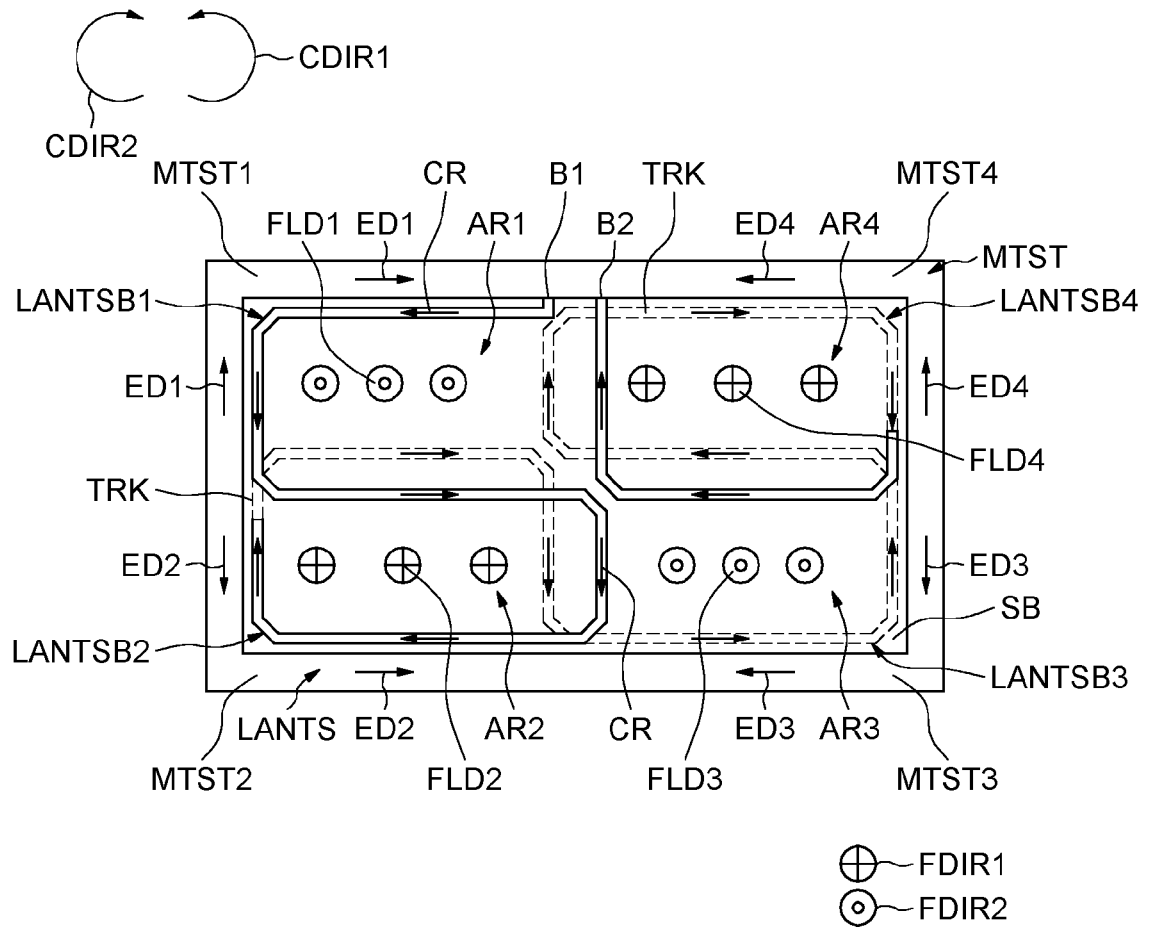 CDIR1
CDIR2
MTST1 CR B1 TRK MTST4
FLD1 ED1 AR1 B2 ED4 AR4
MTST
LANTSB1 LANTSB4
ED1 ED4
FLD4
TRK
ED2 ED3
SB
LANTSB2 LANTSB3
LANTS ED2 AR2 CR ED3 AR3
MTST2 FLD2 FLD3 MTST3
FDIR1
FDIR2